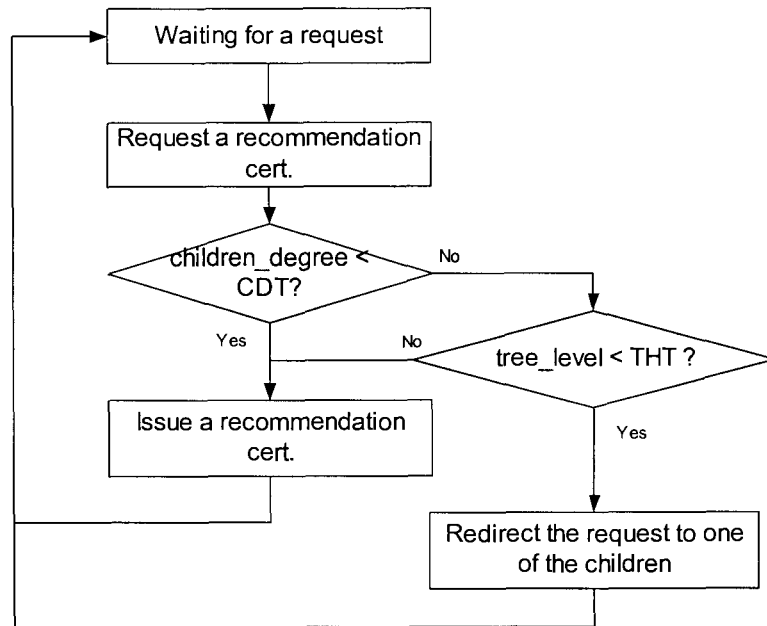 Waiting for a request
Request a recommendation
cert.
children_degree <
CDT?
No
Yes
No
tree_level < THT ?
Issue a recommendation
cert.
Yes
Redirect the request to one
of the children